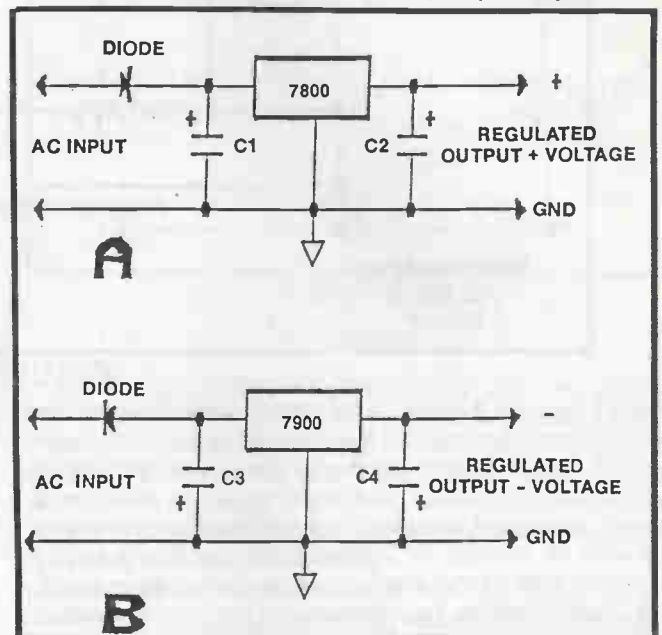 DIODE
7800
+
+
+
AC INPUT
C1
C2
REGULATED
OUTPUT + VOLTAGE
GND
A
DIODE
7900
-
AC INPUT
C3
C4
REGULATED
OUTPUT - VOLTAGE
+
+
GND
B